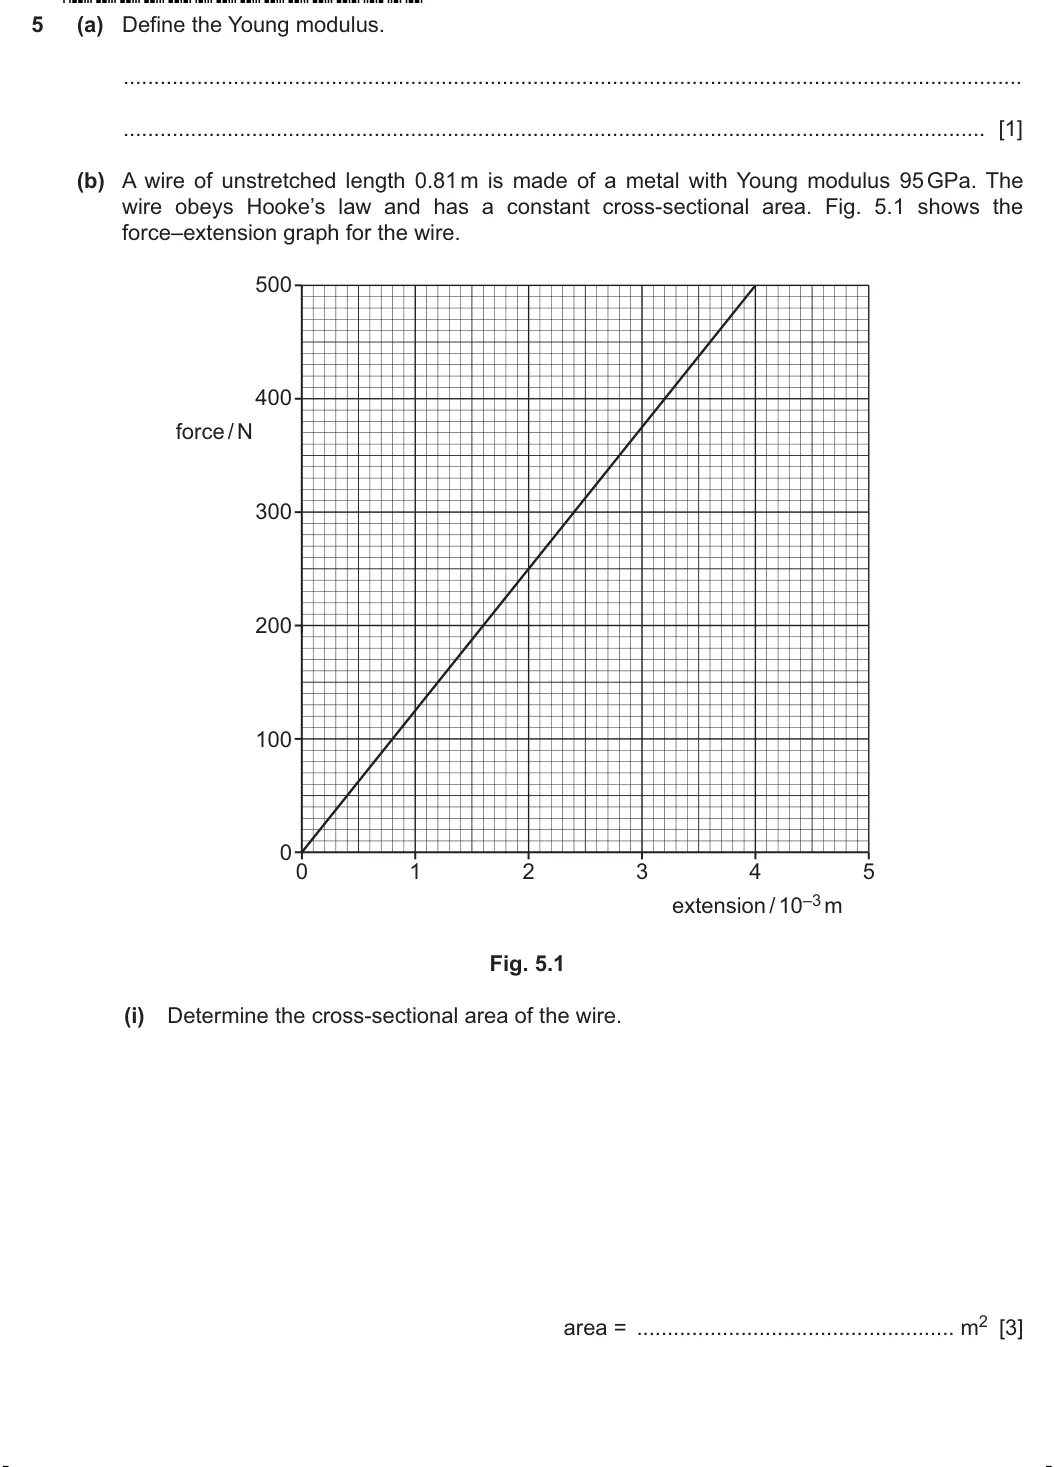 5 (a) Define the Young modulus.
..........................................................................................................................................................
.................................................................................................................................................... [1]
(b) A wire of unstretched length 0.81 m is made of a metal with Young modulus 95 GPa. The
wire obeys Hooke’s law and has a constant cross-sectional area. Fig. 5.1 shows the
force–extension graph for the wire.
500
400
force / N
300
200
100
0
0 1 2 3 4 5
extension / 10⁻³ m
Fig. 5.1
(i) Determine the cross-sectional area of the wire.
area = .................................................... m² [3]